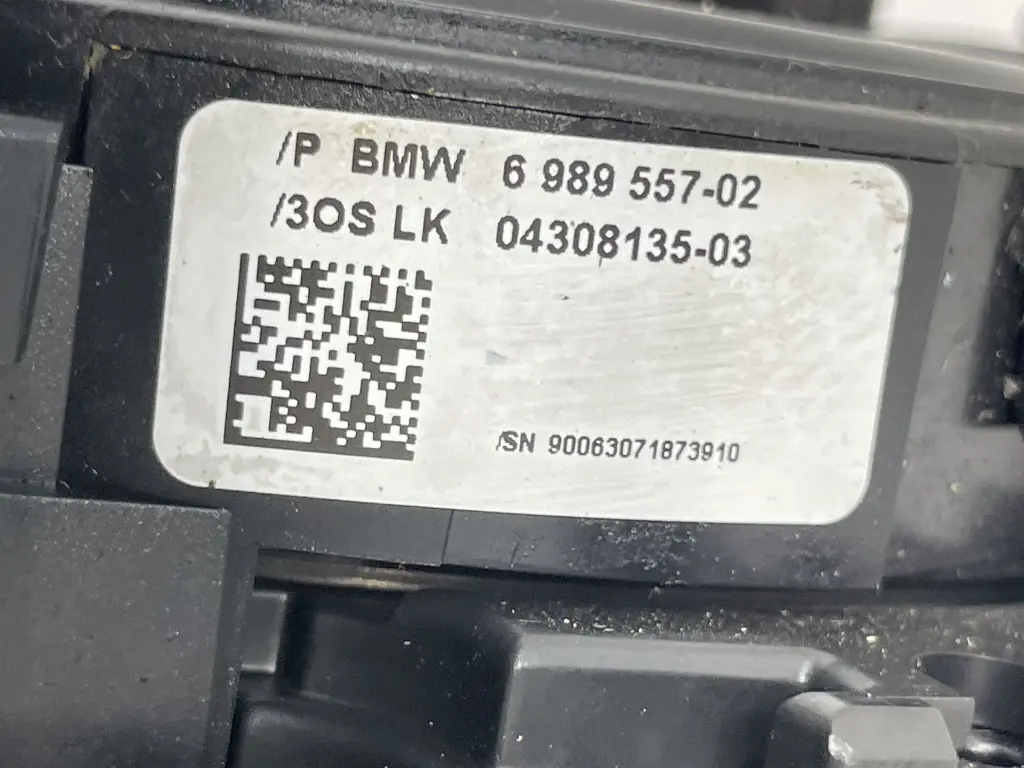 /P BMW 6 989 557-02
/3OS LK 04308135-03
/SN 90063071873910